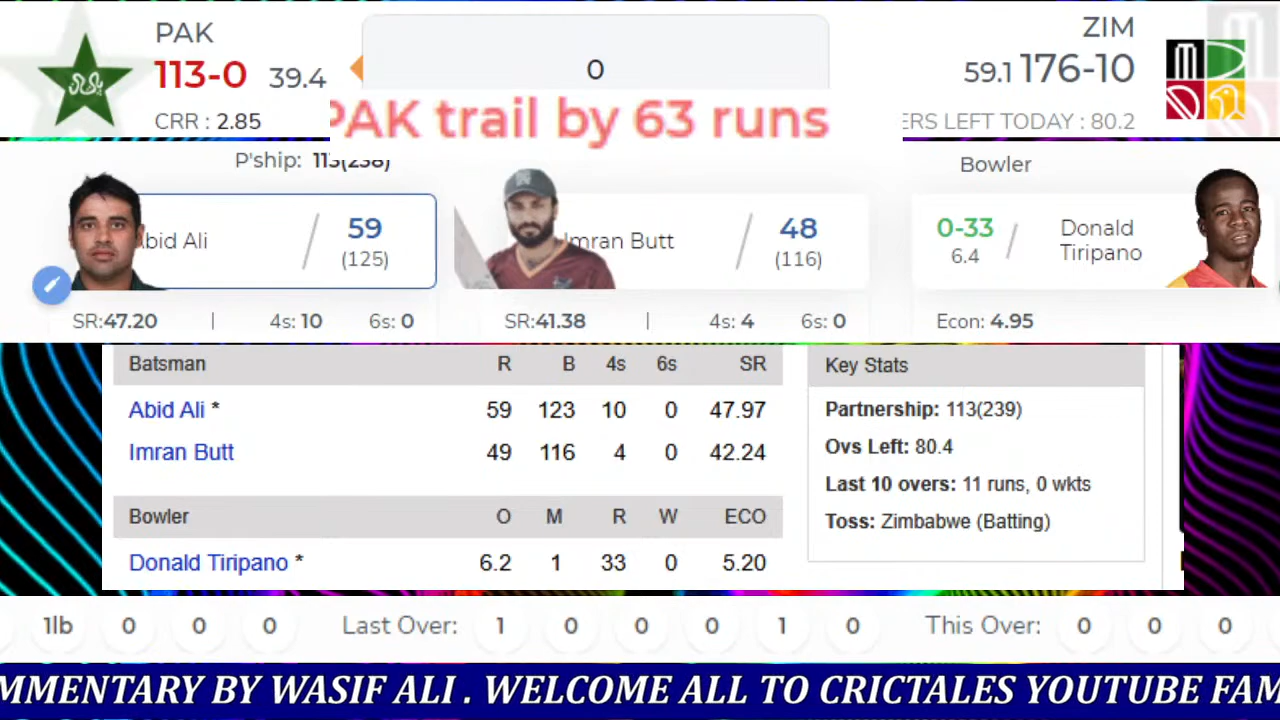 PAK
113-0 39.4
CRR : 2.85
0
PAK trail by 63 runs
ZIM
59.1 176-10
ERS LEFT TODAY : 80.2
P'ship: 113(238)
Abid Ali 59
(125)
SR:47.20 | 4s: 10 6s: 0
Imran Butt 48
(116)
SR:41.38 | 4s: 4 6s: 0
Bowler
0-33
6.4
Donald
Tiripano
Econ: 4.95
Batsman R B 4s 6s SR
Abid Ali * 59 123 10 0 47.97
Imran Butt 49 116 4 0 42.24
Bowler O M R W ECO
Donald Tiripano * 6.2 1 33 0 5.20
Key Stats
Partnership: 113(239)
Ovs Left: 80.4
Last 10 overs: 11 runs, 0 wkts
Toss: Zimbabwe (Batting)
1lb 0 0 0 Last Over: 1 0 0 0 1 0 This Over: 0 0 0
MMENTARY BY WASIF ALI . WELCOME ALL TO CRICTALES YOUTUBE FAM